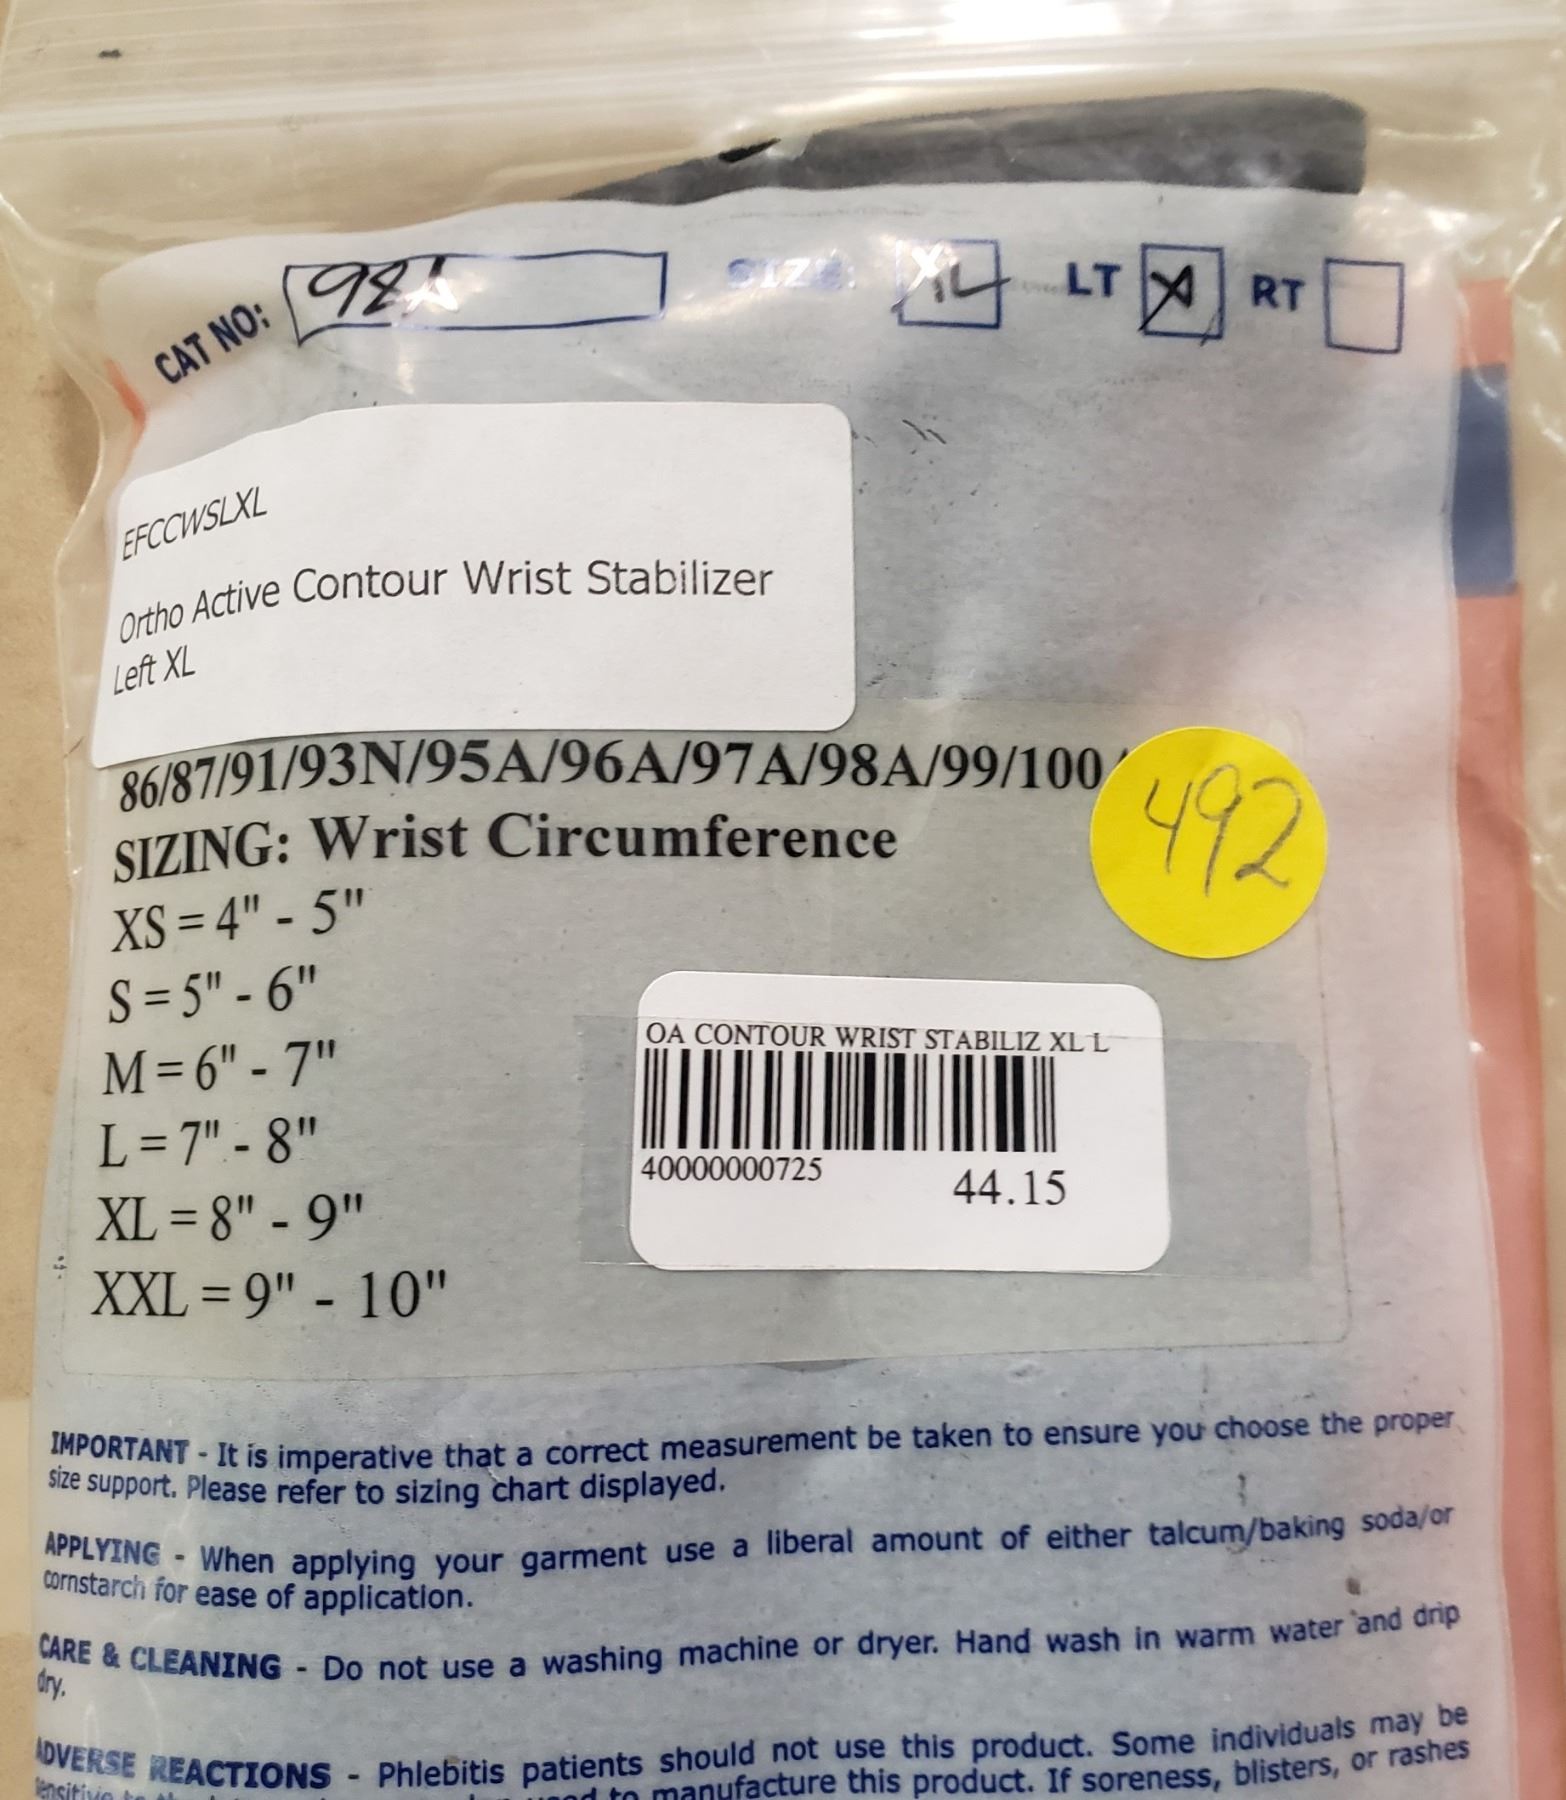 CAT NO: 98A SIZE: XL LT X RT
EFCCWSLXL
Ortho Active Contour Wrist Stabilizer
Left XL
86/87/91/93N/95A/96A/97A/98A/99/100
492
SIZING: Wrist Circumference
XS = 4" - 5"
S = 5" - 6"
M = 6" - 7"
L = 7" - 8"
XL = 8" - 9"
XXL = 9" - 10"
OA CONTOUR WRIST STABILIZ XL L
40000000725 44.15
IMPORTANT - It is imperative that a correct measurement be taken to ensure you choose the proper
size support. Please refer to sizing chart displayed.
APPLYING - When applying your garment use a liberal amount of either talcum/baking soda/or
cornstarch for ease of application.
CARE & CLEANING - Do not use a washing machine or dryer. Hand wash in warm water and drip
dry.
ADVERSE REACTIONS - Phlebitis patients should not use this product. Some individuals may be
sensitive to manufacture this product. If soreness, blisters, or rashes